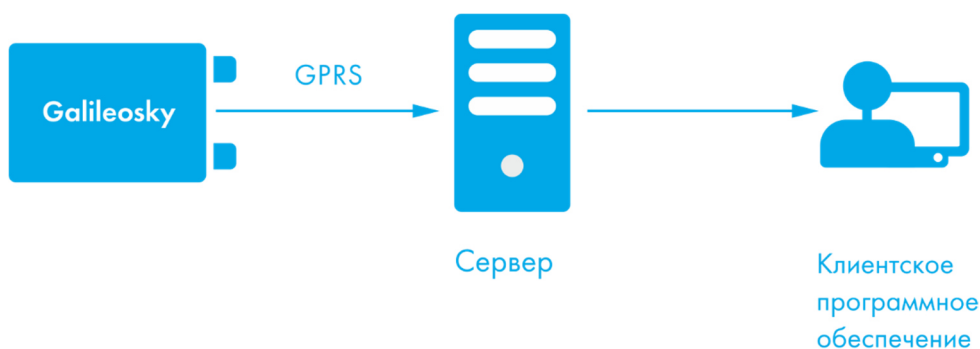 Galileosky
GPRS
Сервер
Клиентское
программное
обеспечение